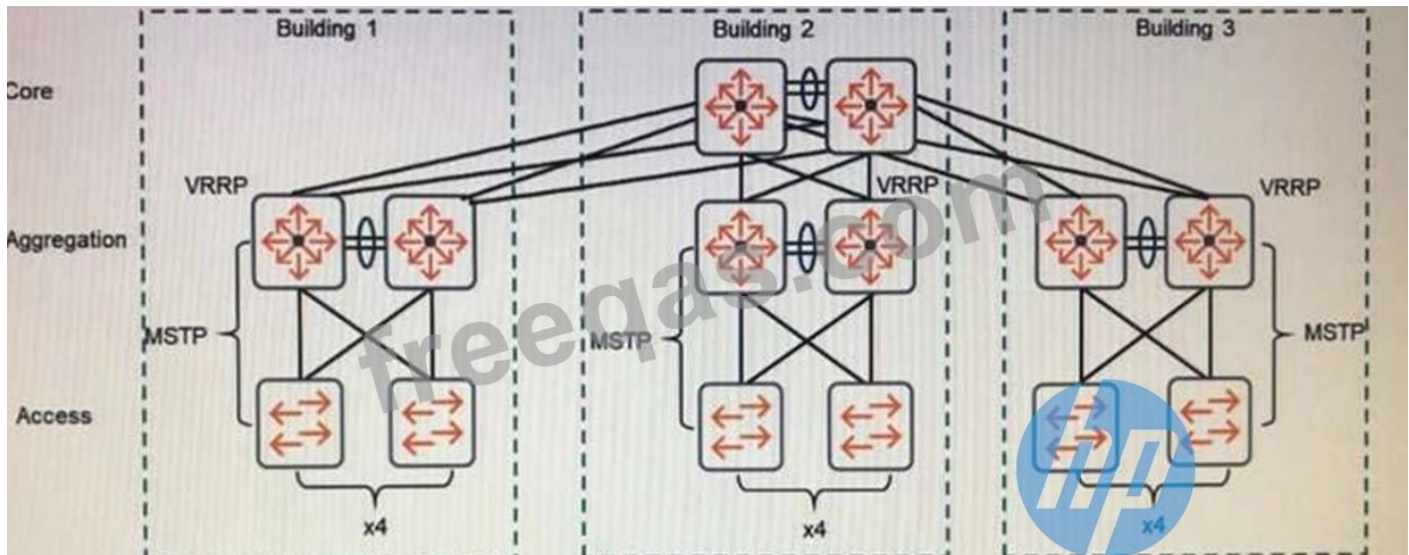 Building 1
Building 2
Building 3
Core
VRRP
VRRP
VRRP
Aggregation
MSTP
MSTP
MSTP
Access
x4
x4
x4
freeqas.com
hp